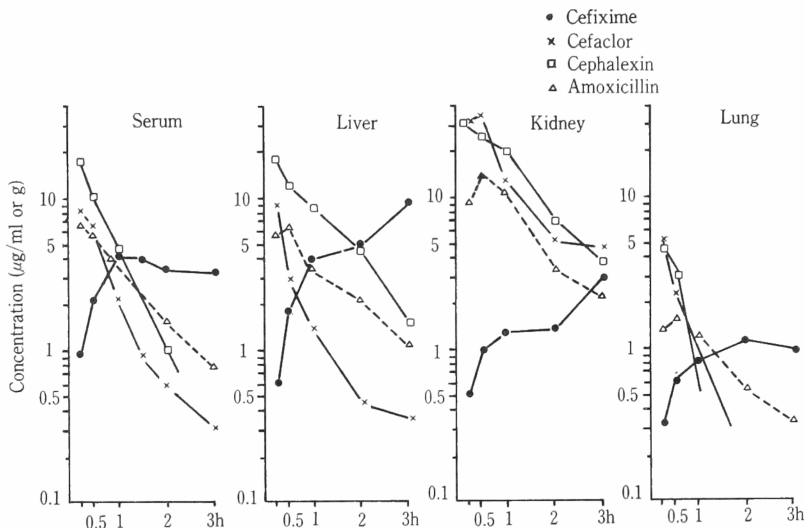 Cefixime
Cefaclor
Cephalexin
Amoxicillin
Serum
Liver
Kidney
Lung
Concentration (μg/ml or g)
10
5
1
0.5
0.1
0.5 1 2 3h
10
5
1
0.5
0.1
0.5 1 2 3h
10
5
1
0.5
0.1
0.5 1 2 3h
10
5
1
0.5
0.1
0.5 1 2 3h